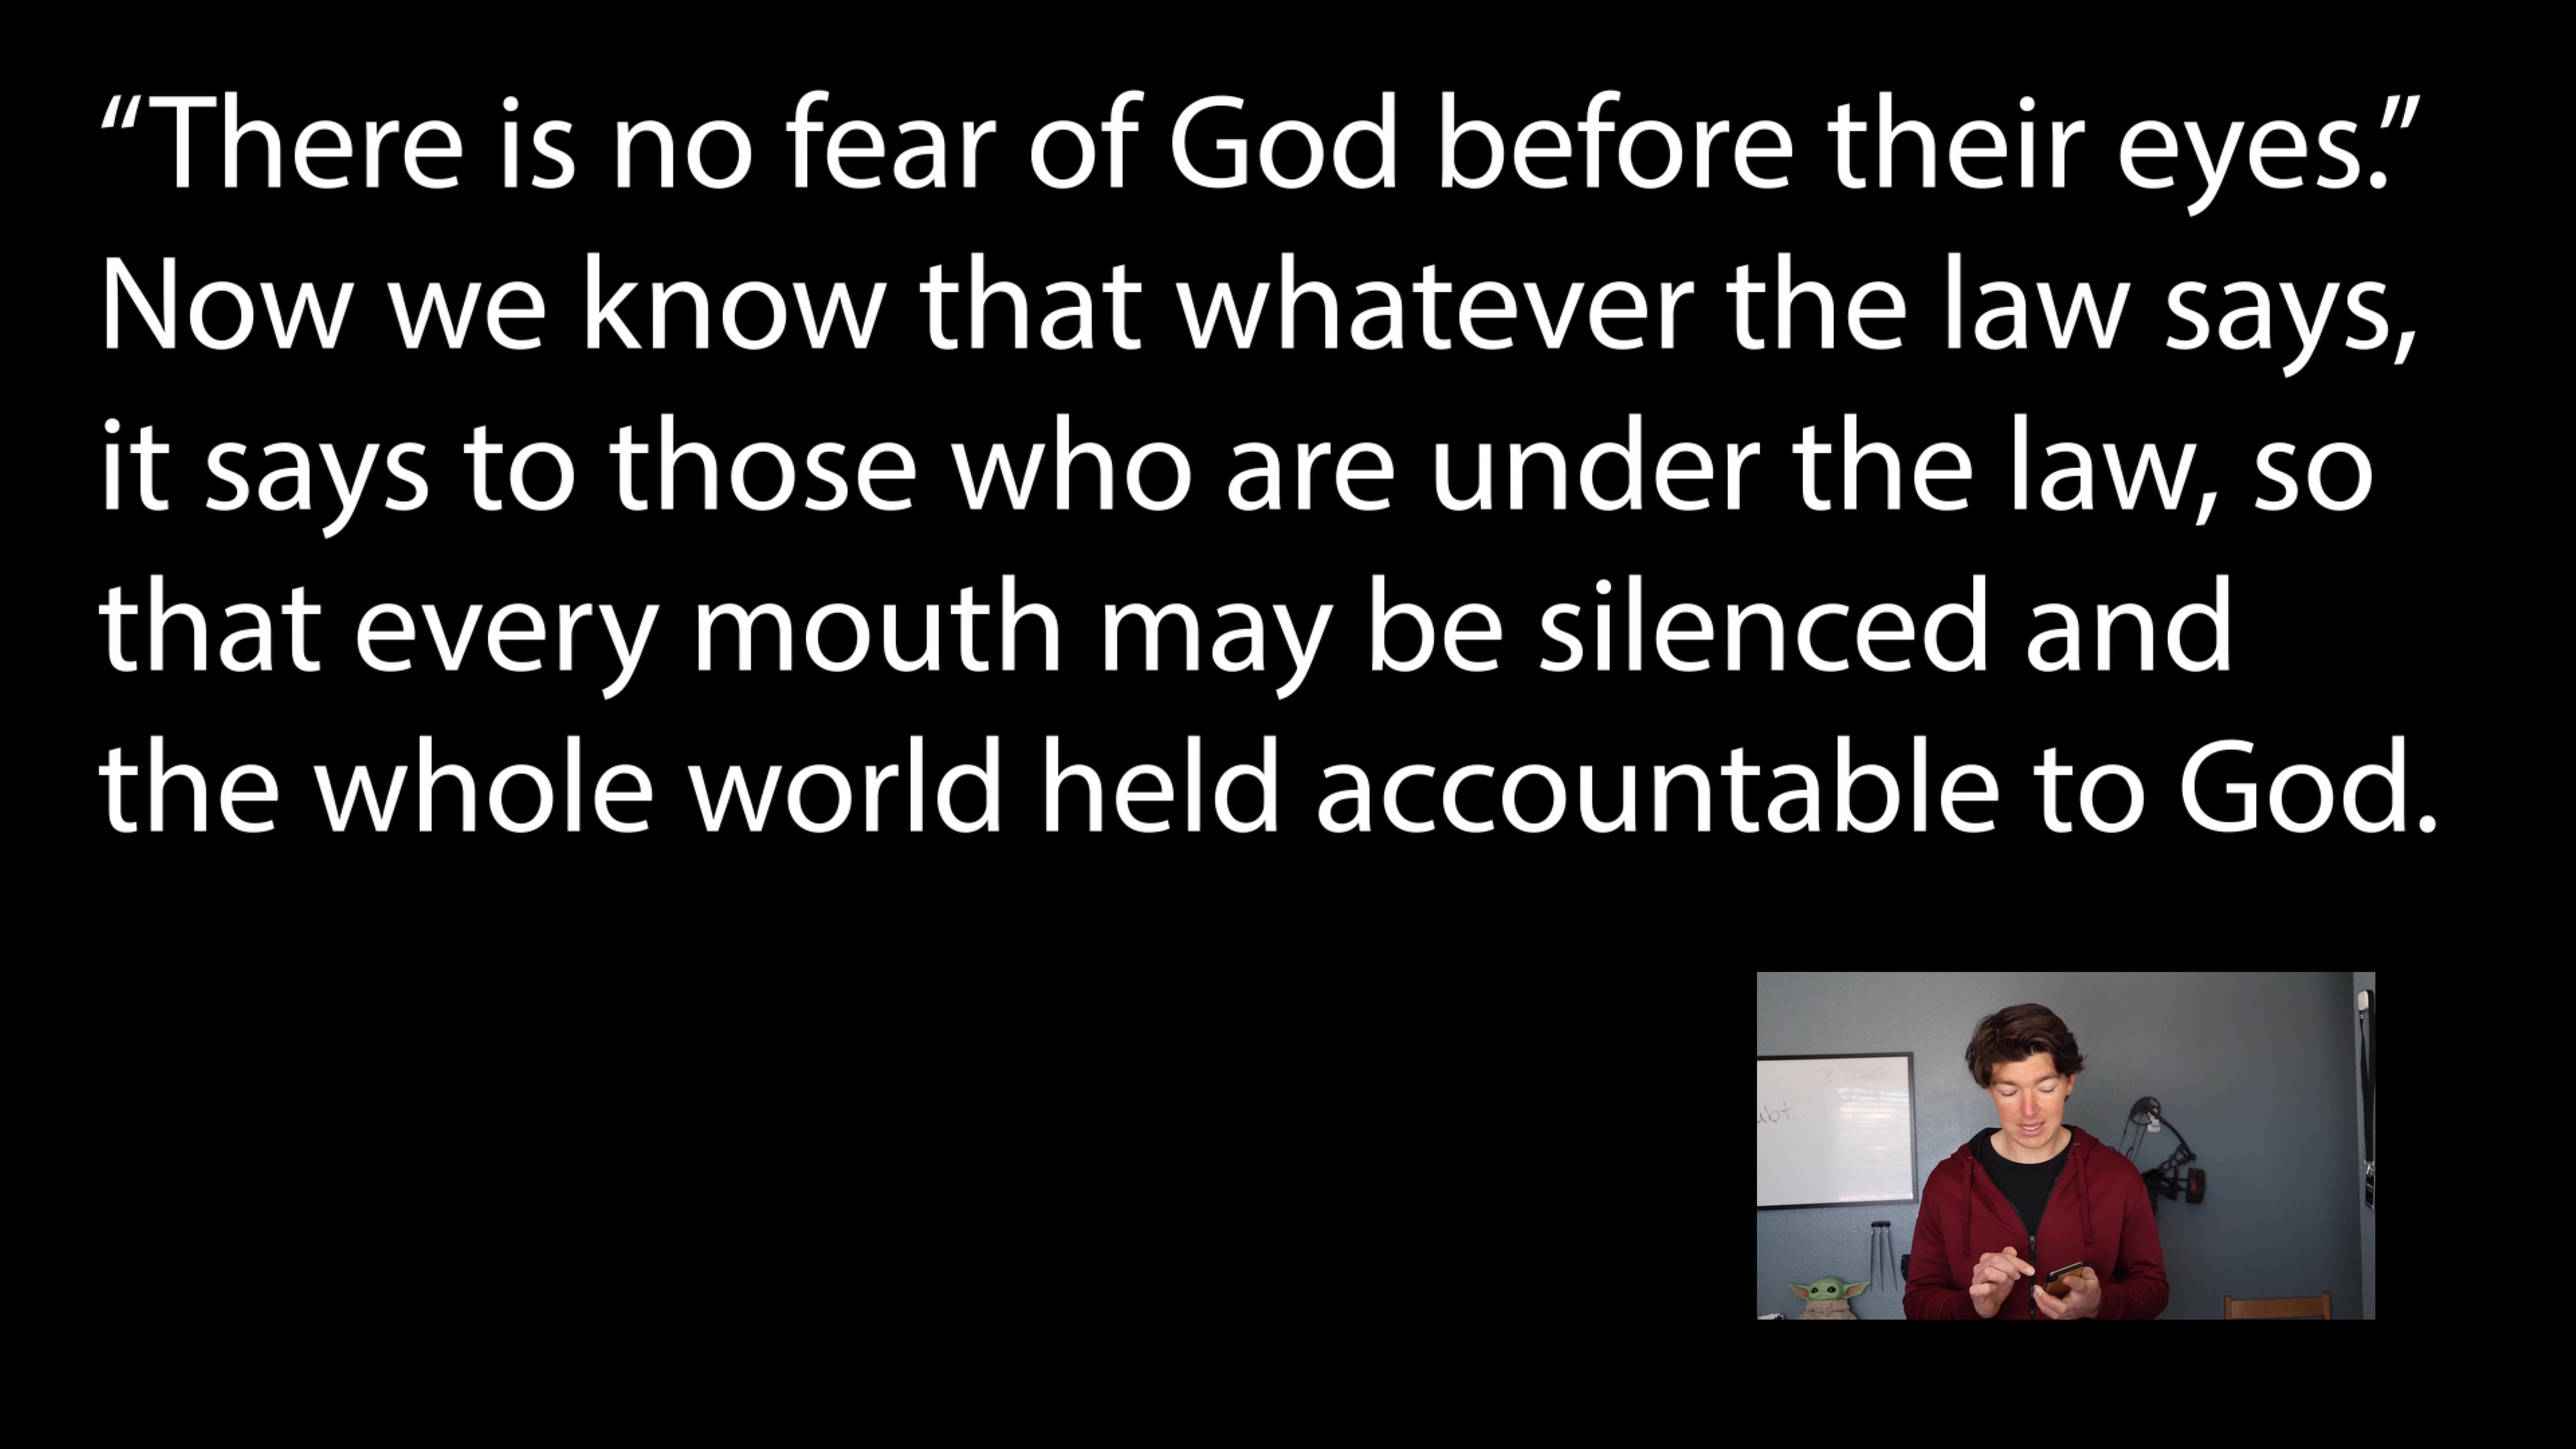 “There is no fear of God before their eyes.”
Now we know that whatever the law says,
it says to those who are under the law, so
that every mouth may be silenced and
the whole world held accountable to God.
ubt...